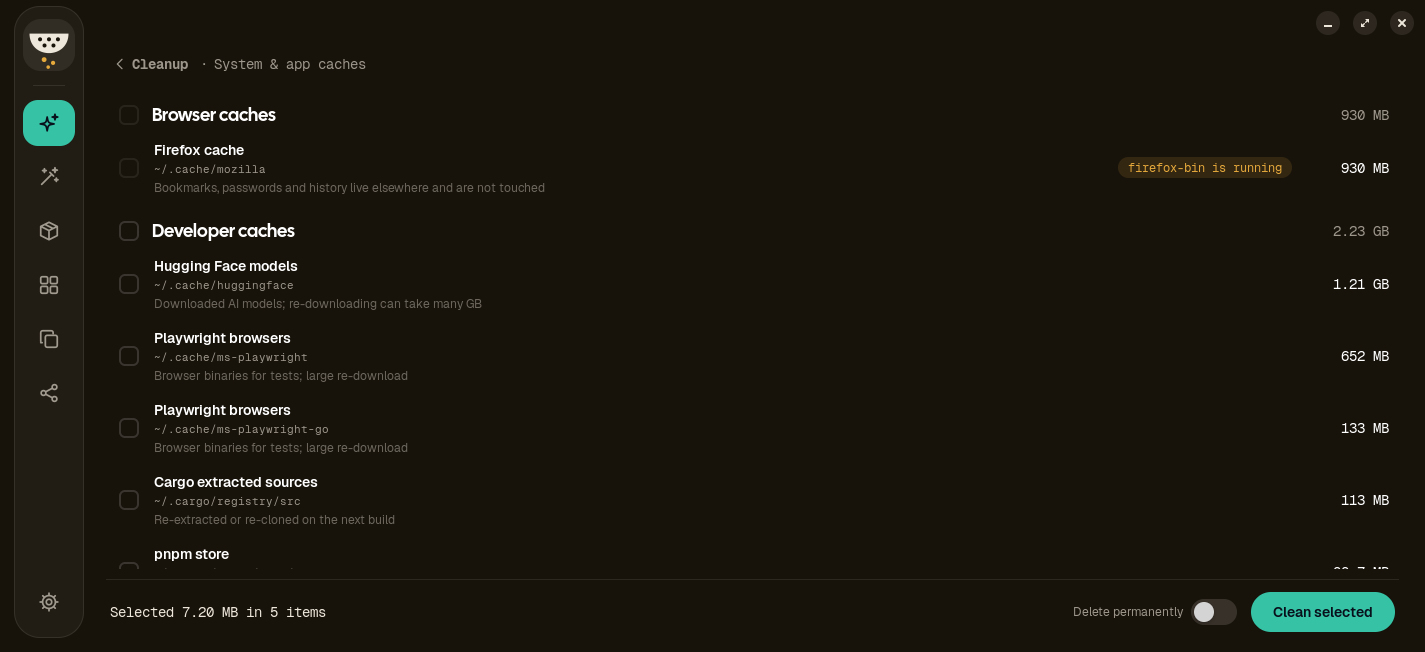 Cleanup · System & app caches
Browser caches 930 MB
Firefox cache
~/.cache/mozilla
firefox-bin is running 930 MB
Bookmarks, passwords and history live elsewhere and are not touched
Developer caches 2.23 GB
Hugging Face models
~/.cache/huggingface
1.21 GB
Downloaded AI models; re-downloading can take many GB
Playwright browsers
~/.cache/ms-playwright
652 MB
Browser binaries for tests; large re-download
Playwright browsers
~/.cache/ms-playwright-go
133 MB
Browser binaries for tests; large re-download
Cargo extracted sources
~/.cargo/registry/src
113 MB
Re-extracted or re-cloned on the next build
pnpm store
Selected 7.20 MB in 5 items
Delete permanently
Clean selected